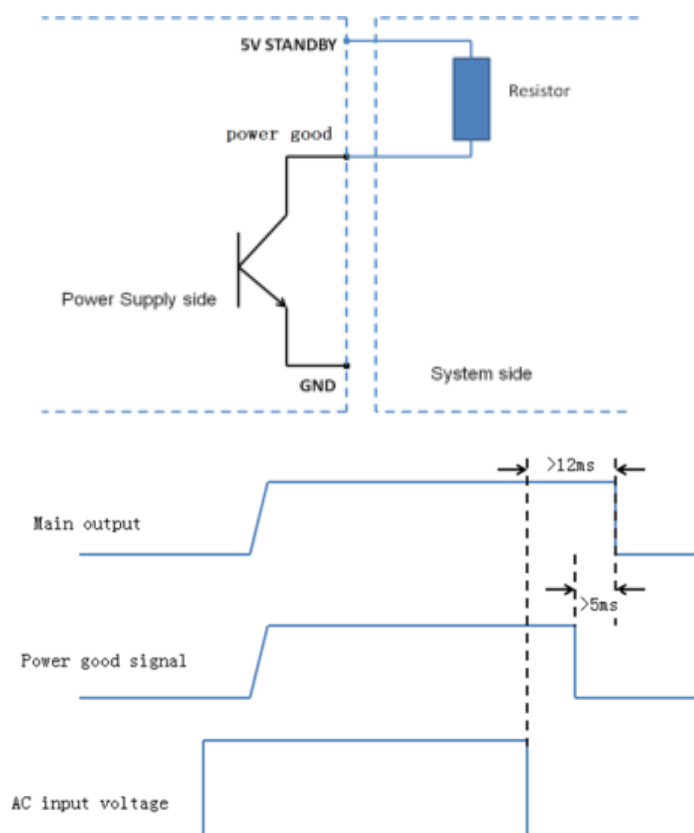 5V STANDBY
Resistor
power good
Power Supply side
System side
GND
>12ms
Main output
>5ms
Power good signal
AC input voltage